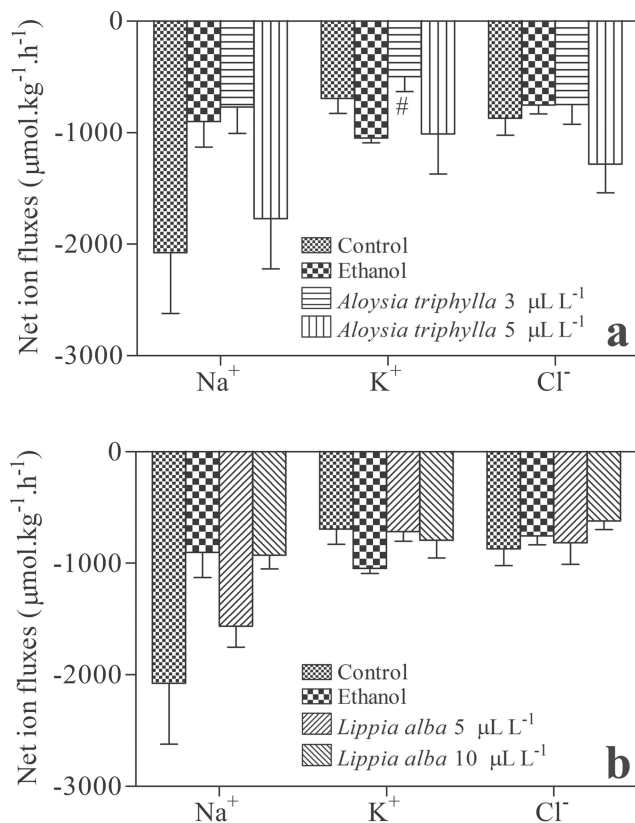 0
-1000
-2000
-3000
Net ion fluxes (μmol.kg⁻¹.h⁻¹)
#
Control
Ethanol
Aloysia triphylla 3 μL L⁻¹
Aloysia triphylla 5 μL L⁻¹
a
Na⁺ K⁺ Cl⁻
0
-1000
-2000
-3000
Net ion fluxes (μmol.kg⁻¹.h⁻¹)
Control
Ethanol
Lippia alba 5 μL L⁻¹
Lippia alba 10 μL L⁻¹
b
Na⁺ K⁺ Cl⁻